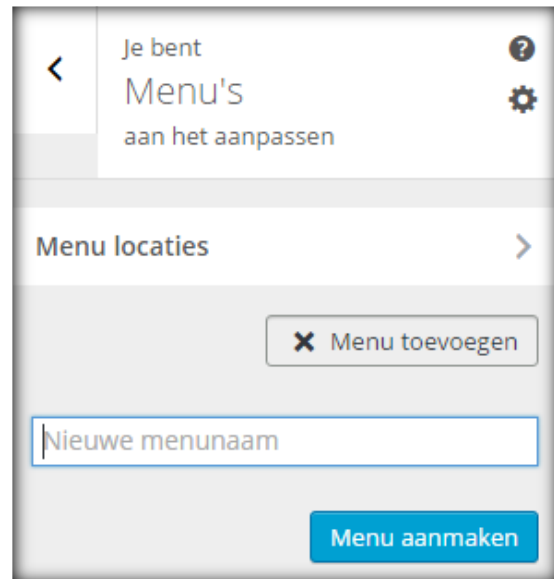 Je bent
Menu's
aan het aanpassen
Menu locaties
Menu toevoegen
Nieuwe menunaam
Menu aanmaken